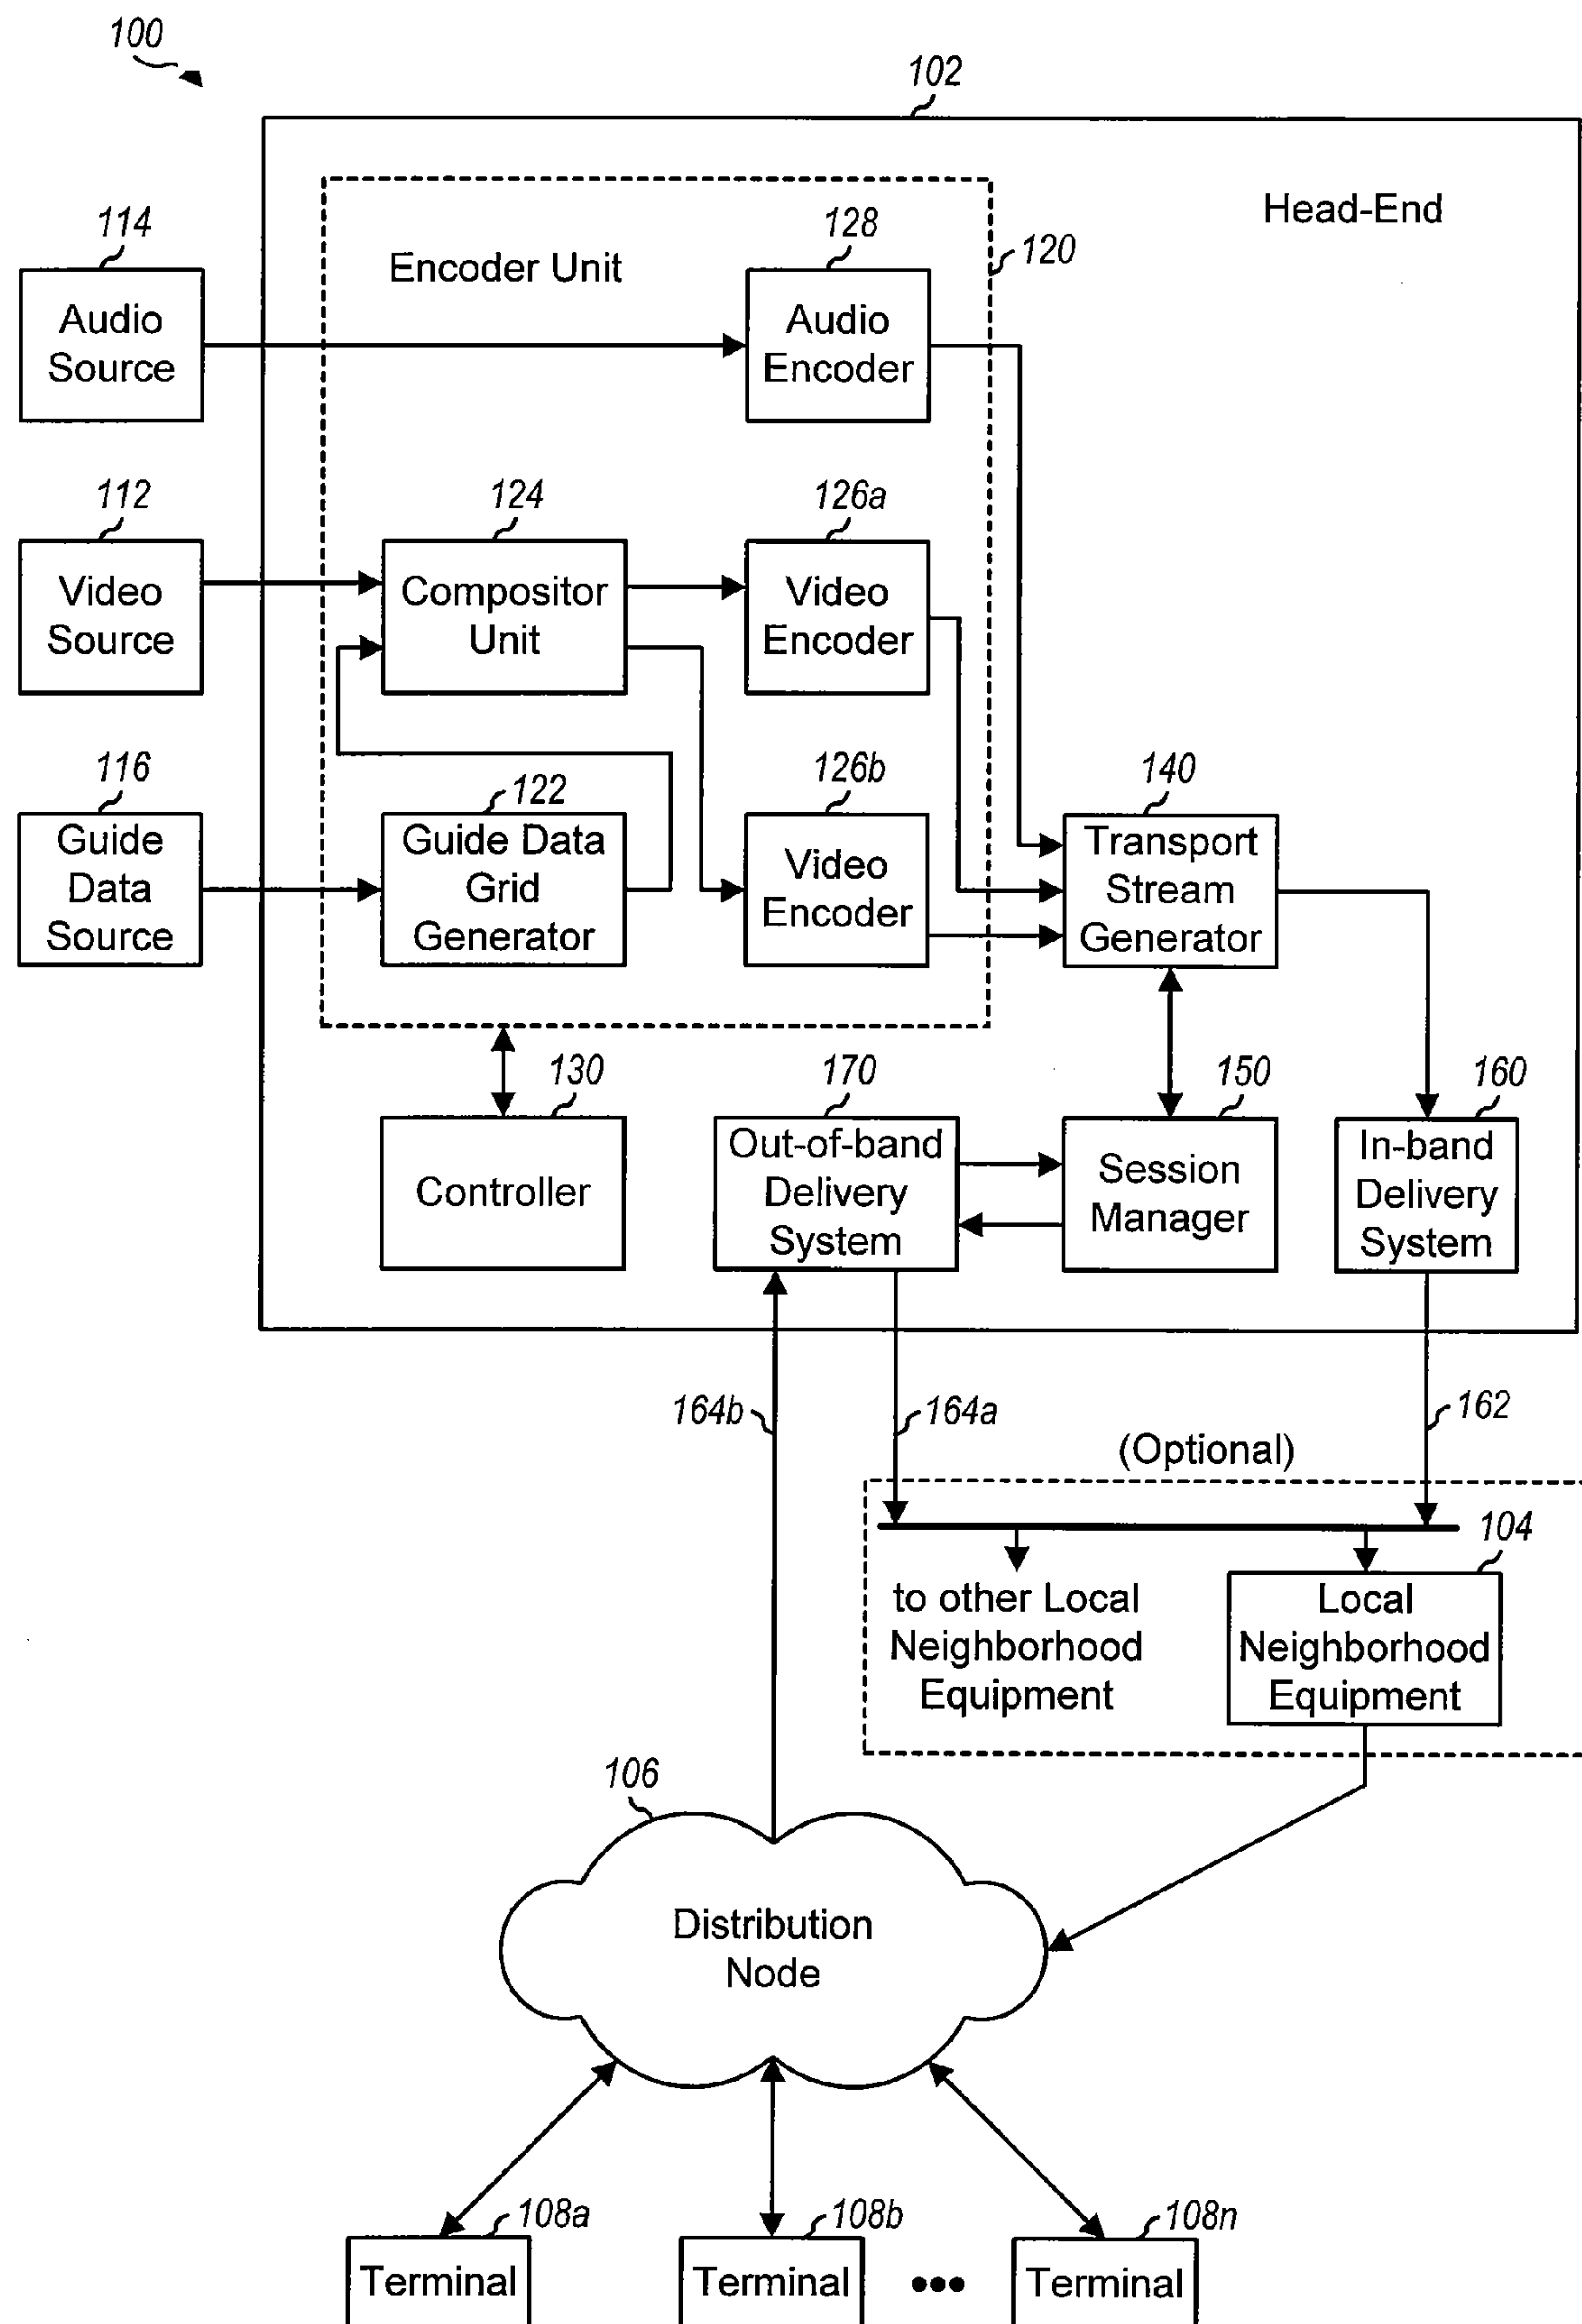 100
102
Head-End
114
128
120
Encoder Unit
Audio
Source
Audio
Encoder
112
124
126a
Video
Source
Compositor
Unit
Video
Encoder
116
122
126b
140
Guide
Data
Source
Guide Data
Grid
Generator
Video
Encoder
Transport
Stream
Generator
130
170
150
160
Controller
Out-of-band
Delivery
System
Session
Manager
In-band
Delivery
System
164b
164a
162
(Optional)
104
to other Local
Neighborhood
Equipment
Local
Neighborhood
Equipment
106
Distribution
Node
108a
108b
108n
Terminal
Terminal
•••
Terminal